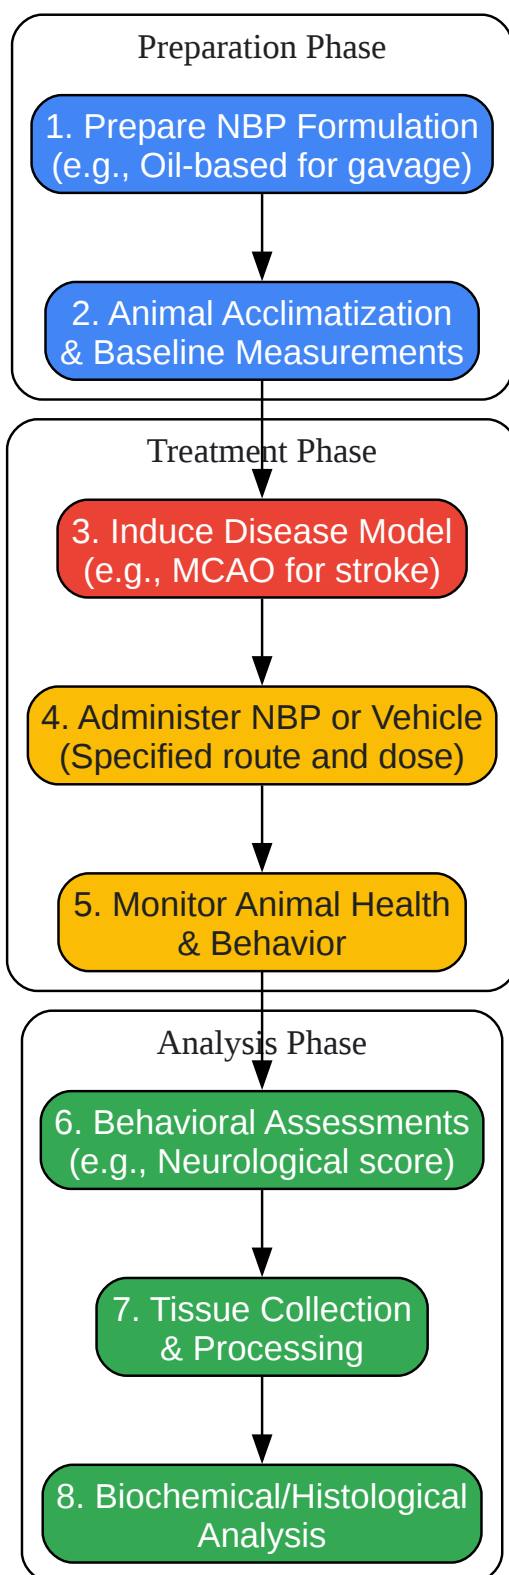 Preparation Phase
1. Prepare NBP Formulation
(e.g., Oil-based for gavage)
2. Animal Acclimatization
& Baseline Measurements
Treatment Phase
3. Induce Disease Model
(e.g., MCAO for stroke)
4. Administer NBP or Vehicle
(Specified route and dose)
5. Monitor Animal Health
& Behavior
Analysis Phase
6. Behavioral Assessments
(e.g., Neurological score)
7. Tissue Collection
& Processing
8. Biochemical/Histological
Analysis